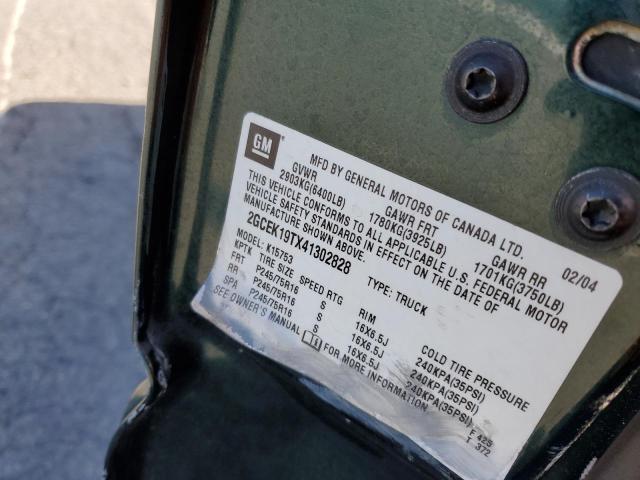 GM
MFD BY GENERAL MOTORS OF CANADA LTD.
02/04
GVWR GAWR FRT GAWR RR
2903KG(6400LB) 1780KG(3925LB) 1701KG(3750LB)
THIS VEHICLE CONFORMS TO ALL APPLICABLE U.S. FEDERAL MOTOR
VEHICLE SAFETY STANDARDS IN EFFECT ON THE DATE OF
MANUFACTURE SHOWN ABOVE.
2GCEK19TX41302828 TYPE: TRUCK
MODEL: K15753
KPTK TIRE SIZE SPEED RTG RIM COLD TIRE PRESSURE
FRT P245/75R16 S 16X6.5J 240KPA(35PSI)
RR P245/75R16 S 16X6.5J 240KPA(35PSI)
SPA P245/75R16 S 16X6.5J 240KPA(35PSI)
SEE OWNER'S MANUAL FOR MORE INFORMATION
F 425
T 372